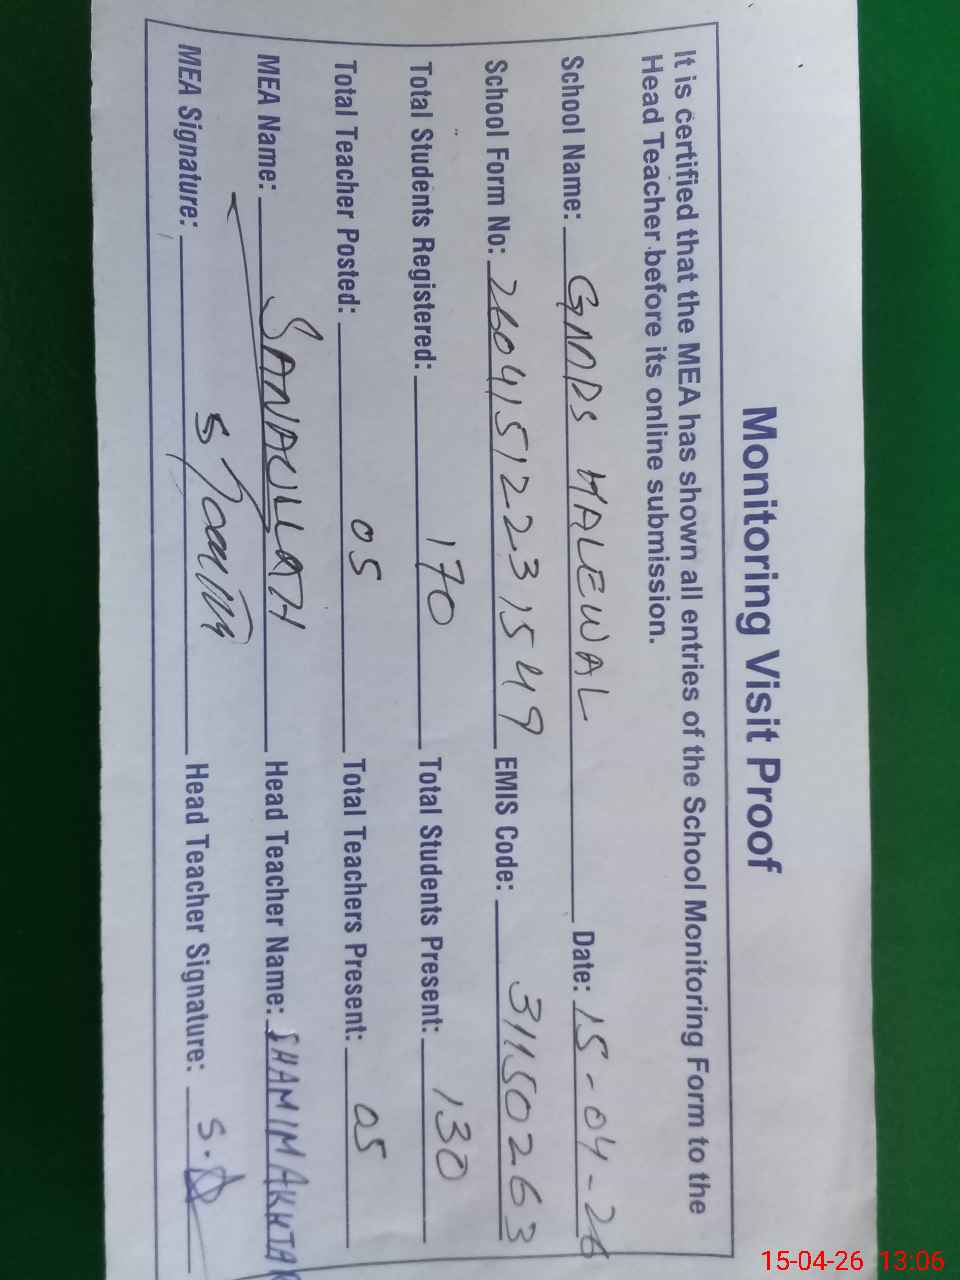 Monitoring Visit Proof
It is certified that the MEA has shown all entries of the School Monitoring Form to the
Head Teacher before its online submission.
School Name: GMPS MALEWAL Date: 15-04-26
School Form No: 26041512231549 EMIS Code: 31150263
Total Students Registered: 170 Total Students Present: 130
Total Teacher Posted: 05 Total Teachers Present: 05
MEA Name: SANAULLAH Head Teacher Name: SHAMIM AKHTAR
MEA Signature: Head Teacher Signature: S.
15-04-26 13:06